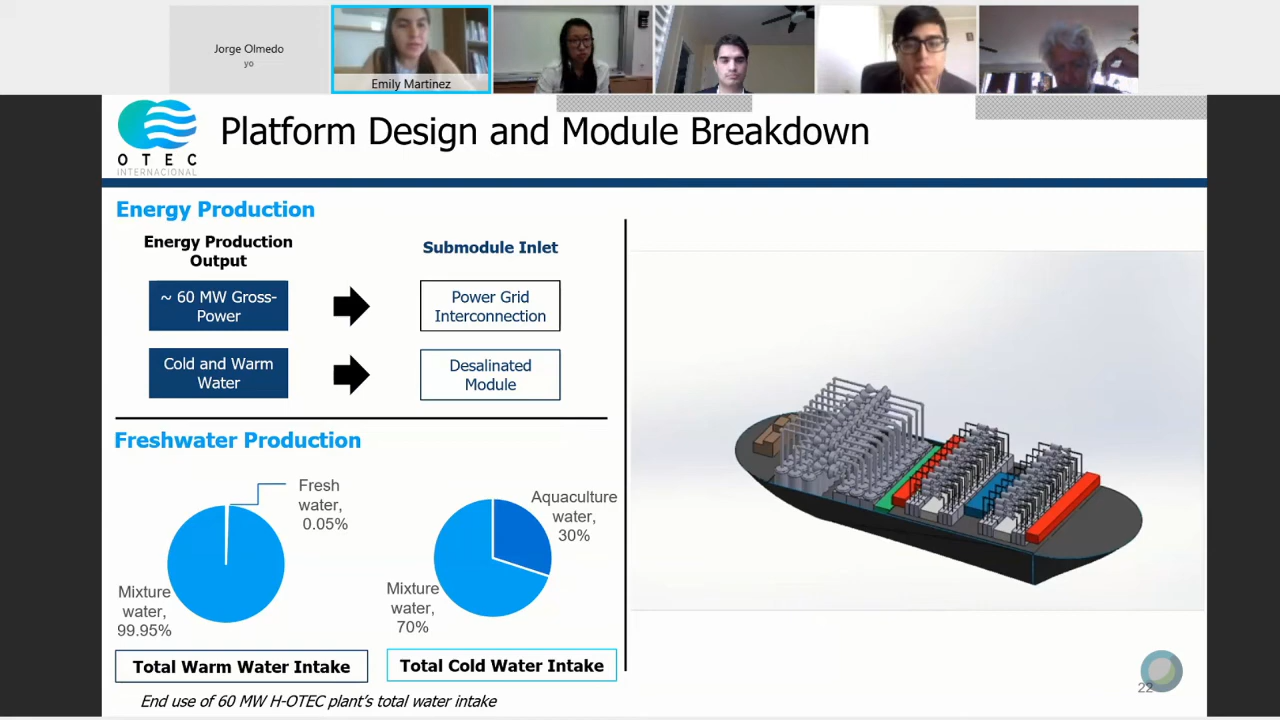 Jorge Olmedo
yo
Emily Martinez
OTEC
INTERNACIONAL
Platform Design and Module Breakdown
Energy Production
Energy Production
Output
Submodule Inlet
~ 60 MW Gross-
Power
Power Grid
Interconnection
Cold and Warm
Water
Desalinated
Module
Freshwater Production
Fresh
water,
0.05%
Mixture
water,
99.95%
Aquaculture
water,
30%
Mixture
water,
70%
Total Warm Water Intake
Total Cold Water Intake
End use of 60 MW H-OTEC plant's total water intake
22